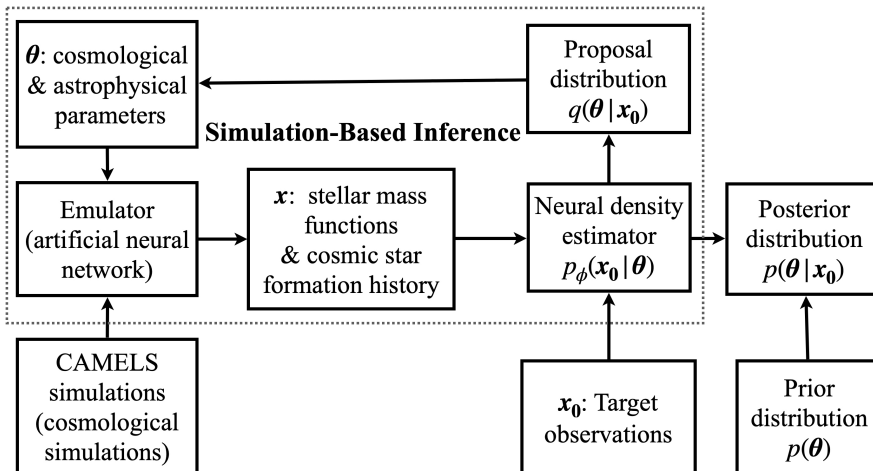 θ: cosmological
& astrophysical
parameters
Proposal
distribution
q(θ|x₀)
Simulation-Based Inference
Emulator
(artificial neural
network)
x: stellar mass
functions
& cosmic star
formation history
Neural density
estimator
p_ϕ(x₀|θ)
Posterior
distribution
p(θ|x₀)
CAMELS
simulations
(cosmological
simulations)
x₀: Target
observations
Prior
distribution
p(θ)